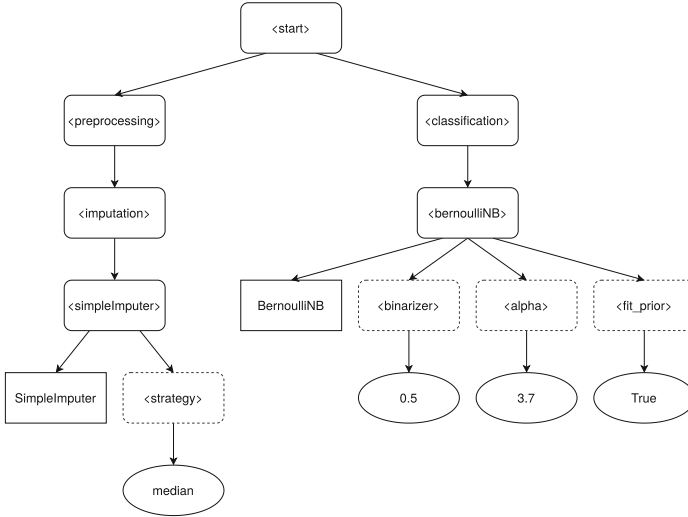 <start>
<preprocessing>
<classification>
<imputation>
<bernoulliNB>
<simpleImputer>
BernoulliNB
<binarizer>
<alpha>
<fit_prior>
SimpleImputer
<strategy>
0.5
3.7
True
median